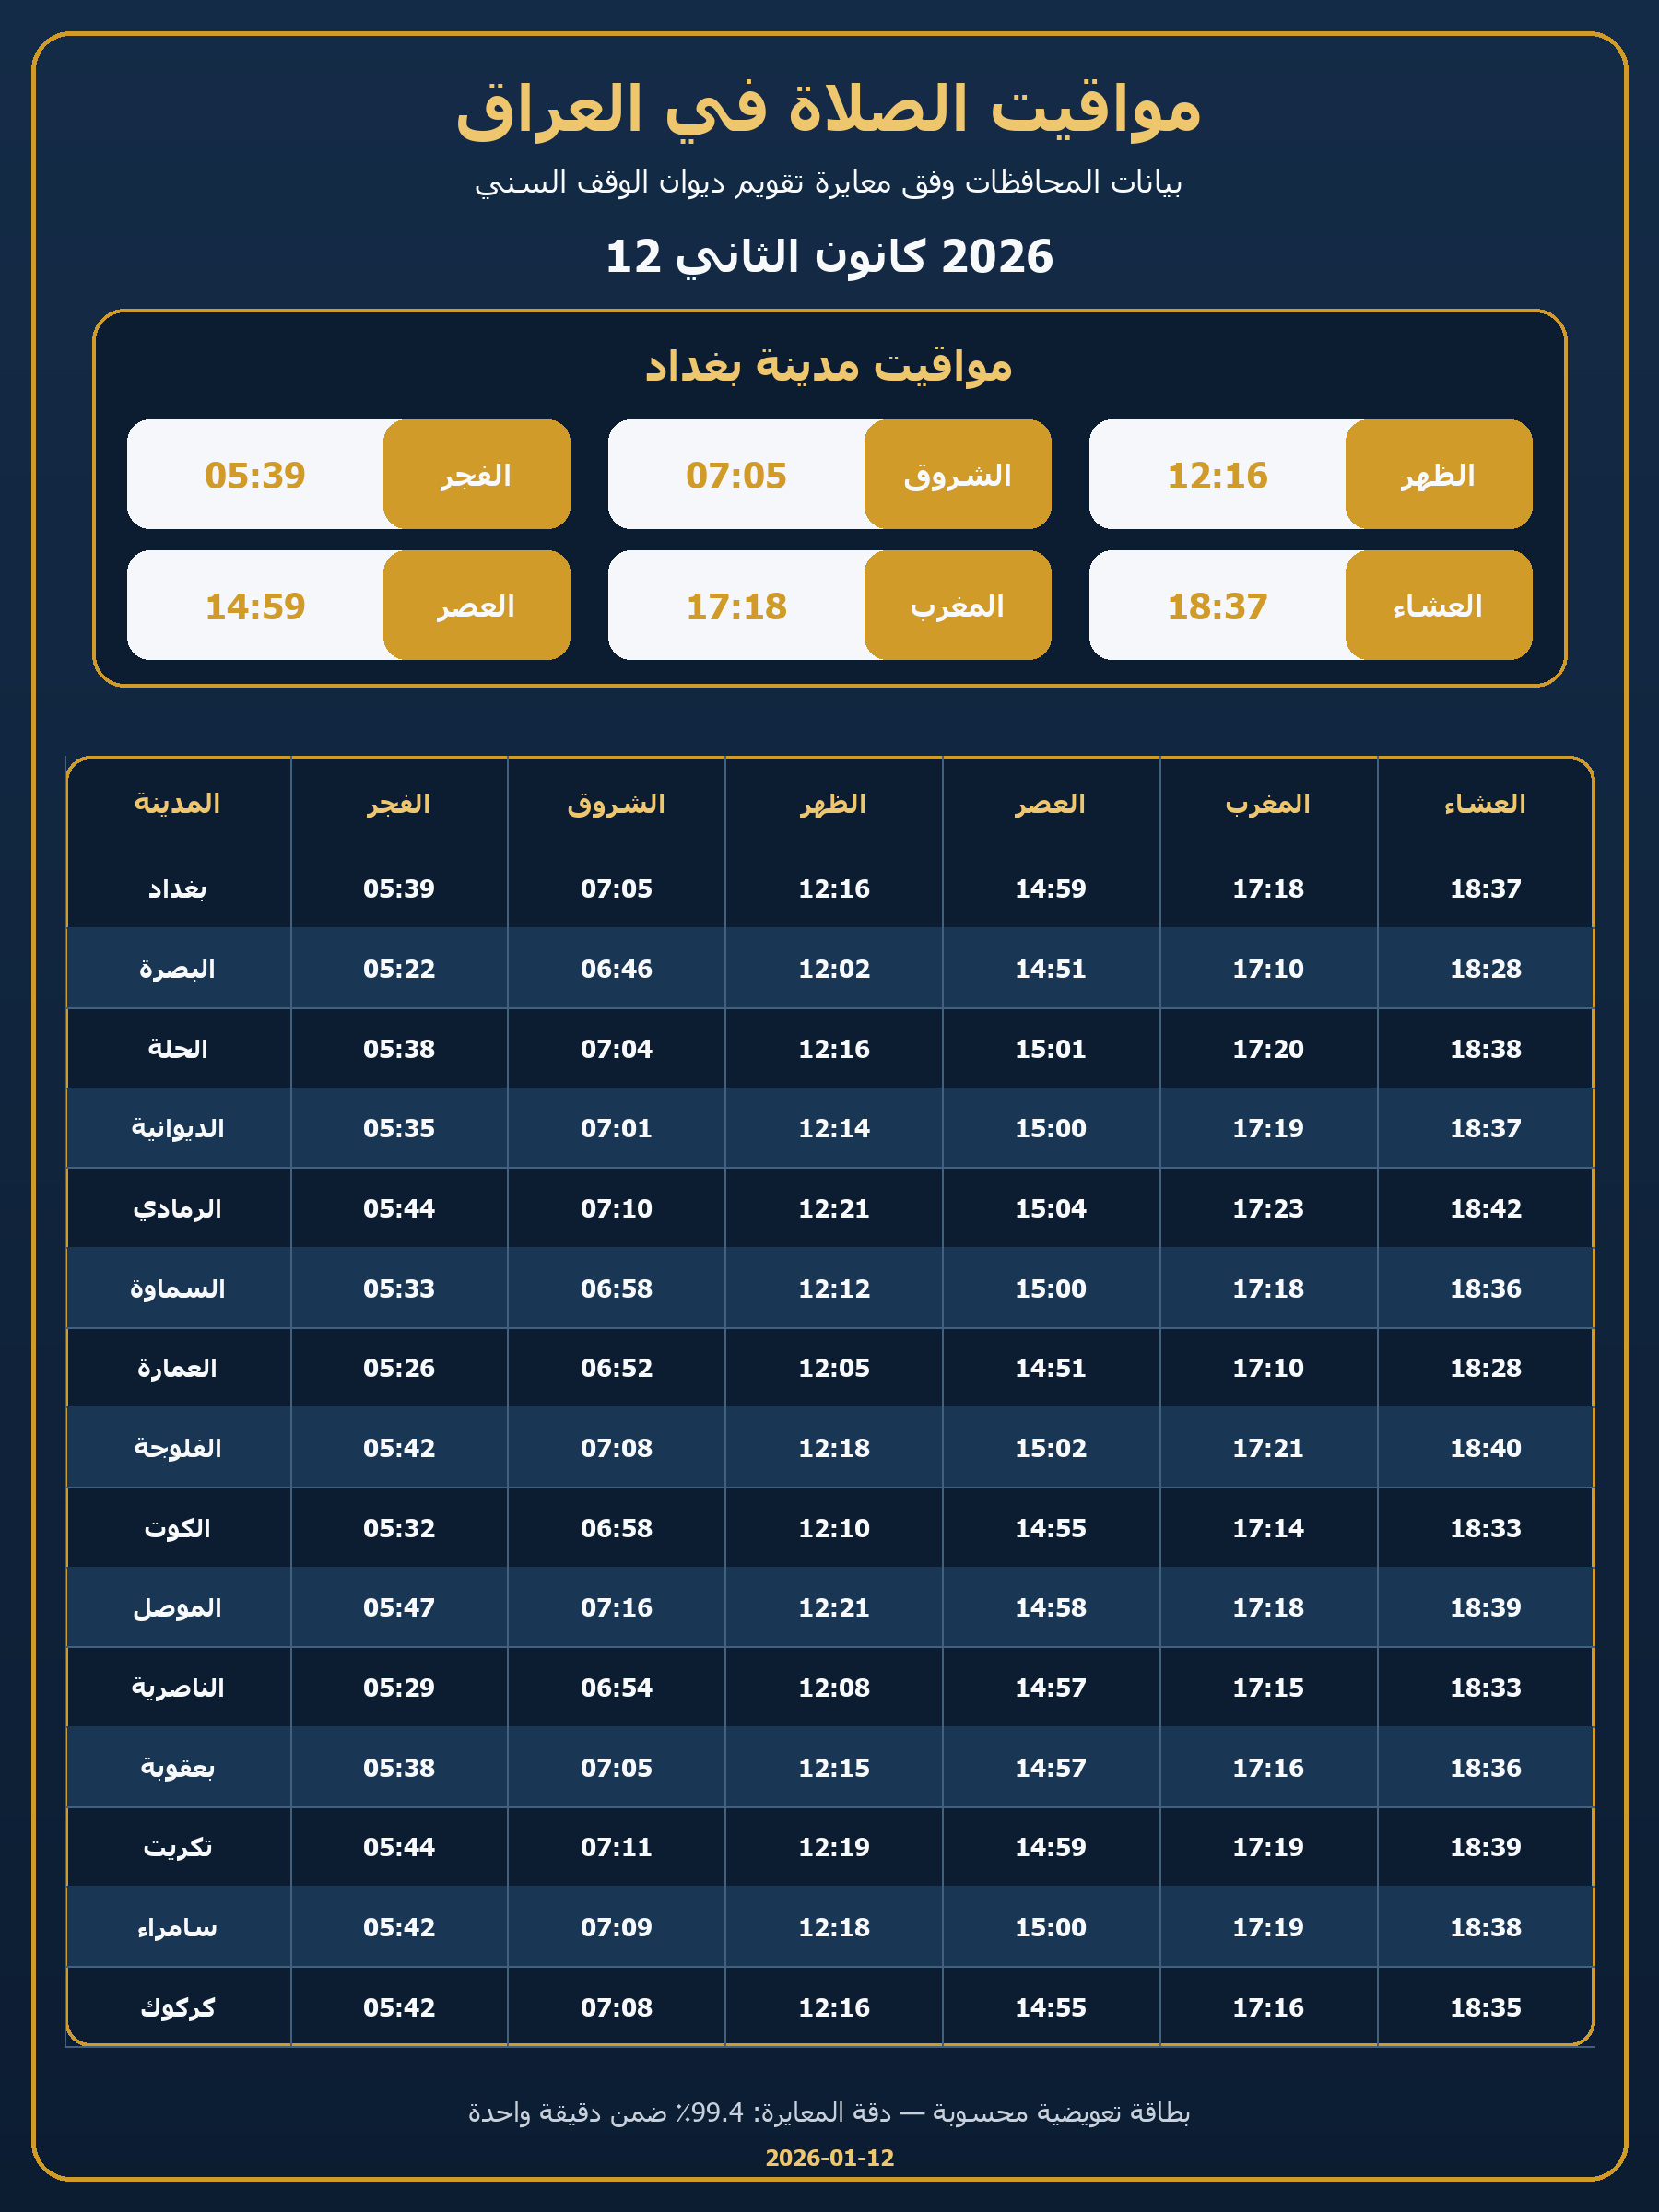 مواقيت الصلاة في العراق
بيانات المحافظات وفق معايرة تقويم ديوان الوقف السني
12 كانون الثاني 2026
مواقيت مدينة بغداد
الظهر 12:16
الشروق 07:05
الفجر 05:39
العشاء 18:37
المغرب 17:18
العصر 14:59
المدينة الفجر الشروق الظهر العصر المغرب العشاء
بغداد 05:39 07:05 12:16 14:59 17:18 18:37
البصرة 05:22 06:46 12:02 14:51 17:10 18:28
الحلة 05:38 07:04 12:16 15:01 17:20 18:38
الديوانية 05:35 07:01 12:14 15:00 17:19 18:37
الرمادي 05:44 07:10 12:21 15:04 17:23 18:42
السماوة 05:33 06:58 12:12 15:00 17:18 18:36
العمارة 05:26 06:52 12:05 14:51 17:10 18:28
الفلوجة 05:42 07:08 12:18 15:02 17:21 18:40
الكوت 05:32 06:58 12:10 14:55 17:14 18:33
الموصل 05:47 07:16 12:21 14:58 17:18 18:39
الناصرية 05:29 06:54 12:08 14:57 17:15 18:33
بعقوبة 05:38 07:05 12:15 14:57 17:16 18:36
تكريت 05:44 07:11 12:19 14:59 17:19 18:39
سامراء 05:42 07:09 12:18 15:00 17:19 18:38
كركوك 05:42 07:08 12:16 14:55 17:16 18:35
بطاقة تعويضية محسوبة — دقة المعايرة: 99.4٪ ضمن دقيقة واحدة
2026-01-12